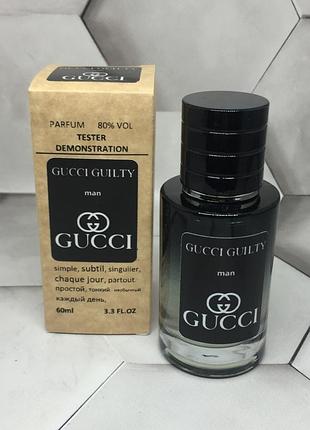 PARFUM 80% VOL
TESTER
DEMONSTRATION
GUCCI GUILTY
man
GUCCI
simple, subtil, singulier,
chaque jour, partout
простой, тонкий необычный
каждый день,
60ml 3.3 FL.OZ
GUCCI GUILTY
man
GUCCI